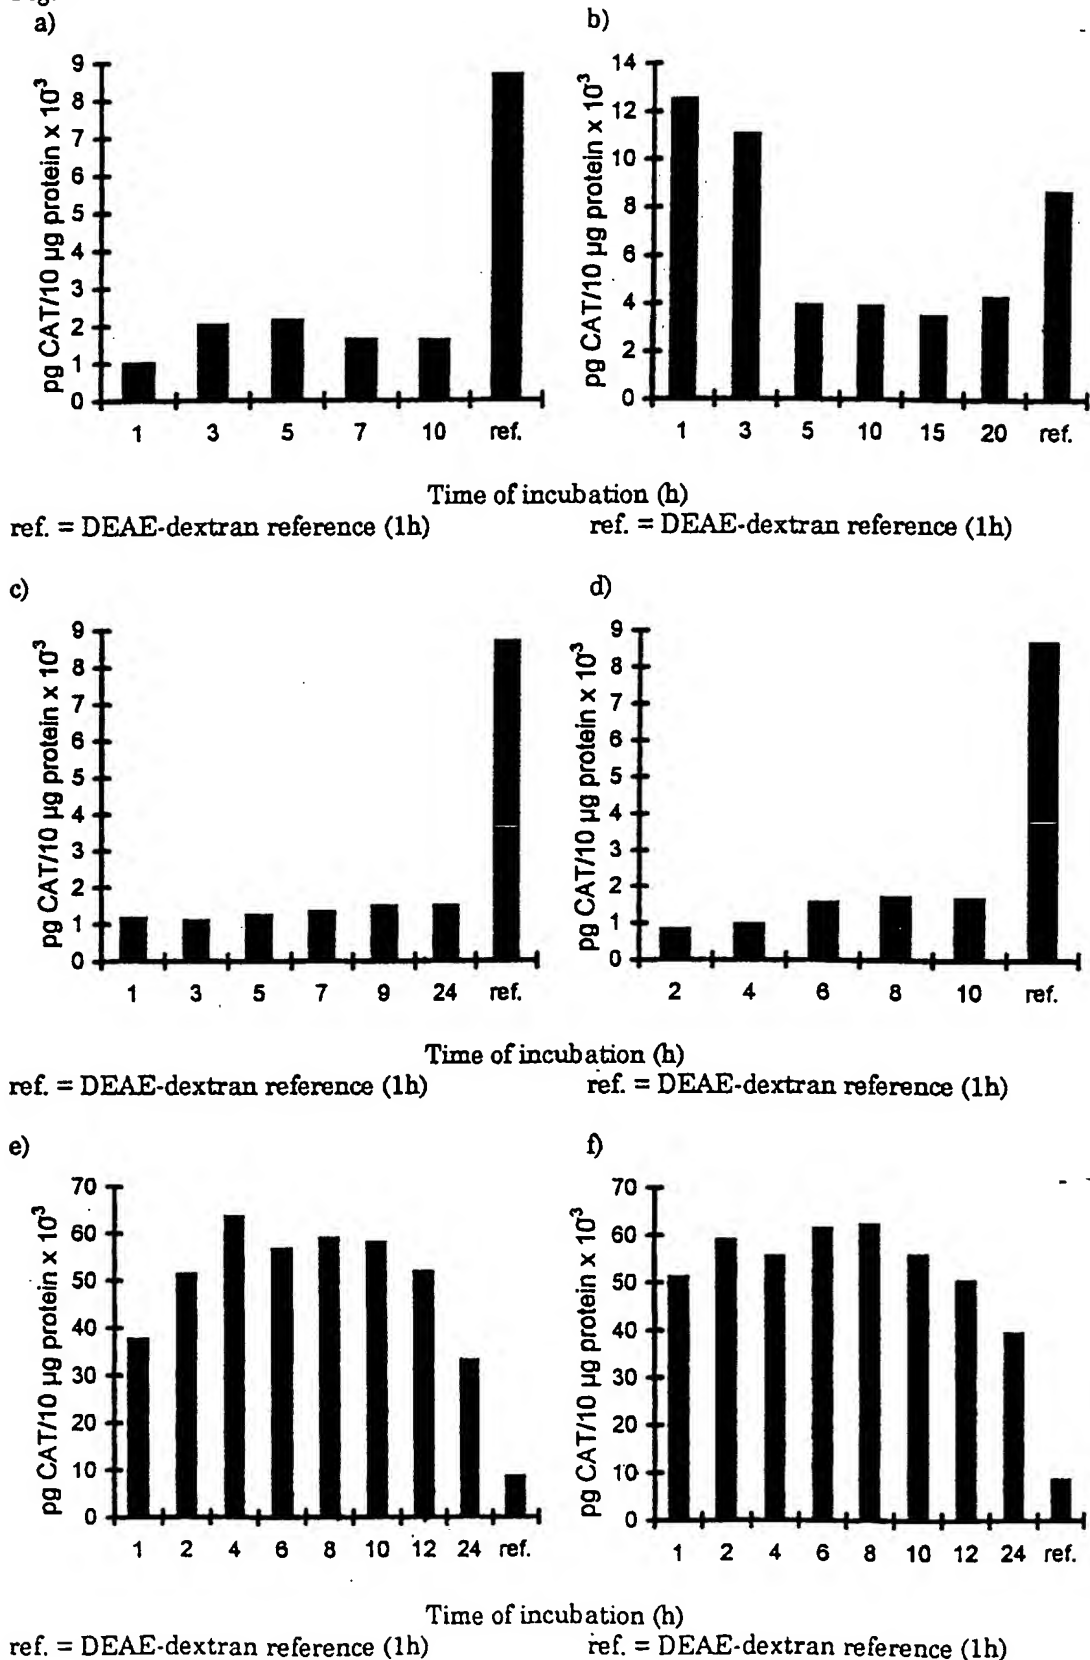 a)
b)
pg CAT/10 µg protein x 10³
9
8
7
6
5
4
3
2
1
0
1 3 5 7 10 ref.
pg CAT/10 µg protein x 10³
14
12
10
8
6
4
2
0
1 3 5 10 15 20 ref.
Time of incubation (h)
ref. = DEAE-dextran reference (1h)
ref. = DEAE-dextran reference (1h)
c)
d)
pg CAT/10 µg protein x 10³
9
8
7
6
5
4
3
2
1
0
1 3 5 7 9 24 ref.
pg CAT/10 µg protein x 10³
9
8
7
6
5
4
3
2
1
0
2 4 6 8 10 ref.
Time of incubation (h)
ref. = DEAE-dextran reference (1h)
ref. = DEAE-dextran reference (1h)
e)
f)
pg CAT/10 µg protein x 10³
70
60
50
40
30
20
10
0
1 2 4 6 8 10 12 24 ref.
pg CAT/10 µg protein x 10³
70
60
50
40
30
20
10
0
1 2 4 6 8 10 12 24 ref.
Time of incubation (h)
ref. = DEAE-dextran reference (1h)
ref. = DEAE-dextran reference (1h)